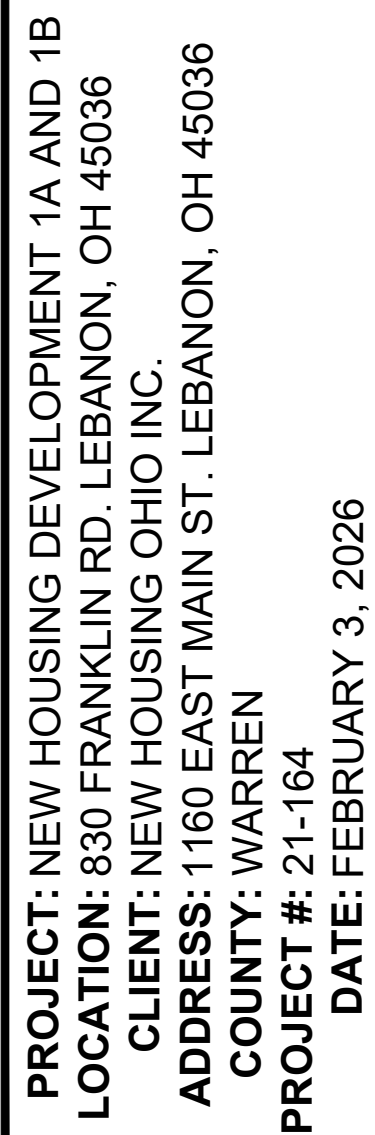 PROJECT: NEW HOUSING DEVELOPMENT 1A AND 1B
LOCATION: 830 FRANKLIN RD. LEBANON, OH 45036
CLIENT: NEW HOUSING OHIO INC.
ADDRESS: 1160 EAST MAIN ST. LEBANON, OH 45036
COUNTY: WARREN
PROJECT #: 21-164
DATE: FEBRUARY 3, 2026